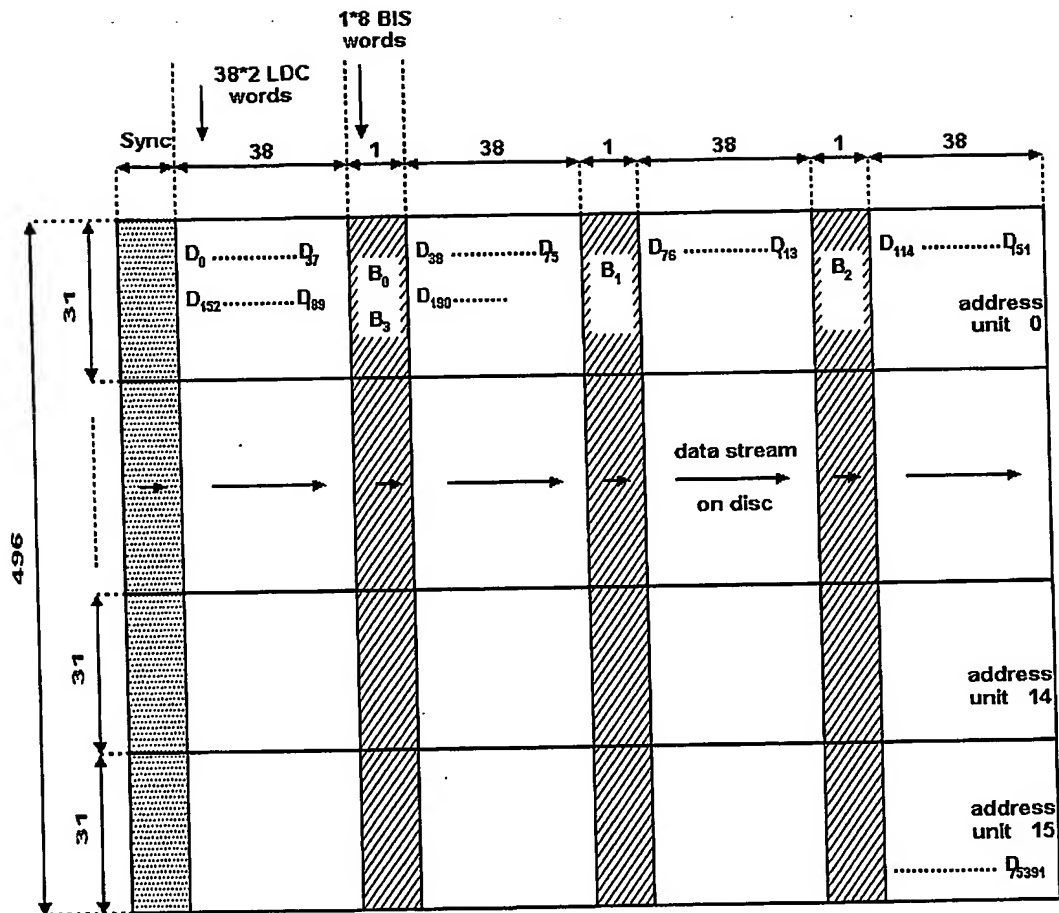 1*8 BIS
words
38*2 LDC
words
Sync
38
1
38
1
38
1
38
D0 ............. D37
B0
D38 ............. D75
B1
D76 ............. D113
B2
D114 ............. D151
D152 ............. D189
B3
D190 .........
31
address
unit 0
data stream
on disc
496
31
address
unit 14
31
address
unit 15
................ D75391